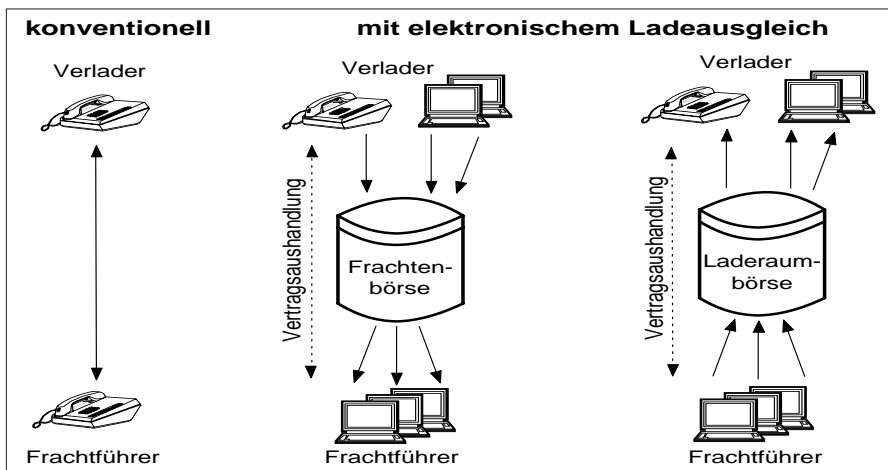 konventionell
mit elektronischem Ladeausgleich
Verlader
Verlader
Verlader
Vertragsaushandlung
Frachten-
börse
Vertragsaushandlung
Laderaum-
börse
Frachtführer
Frachtführer
Frachtführer